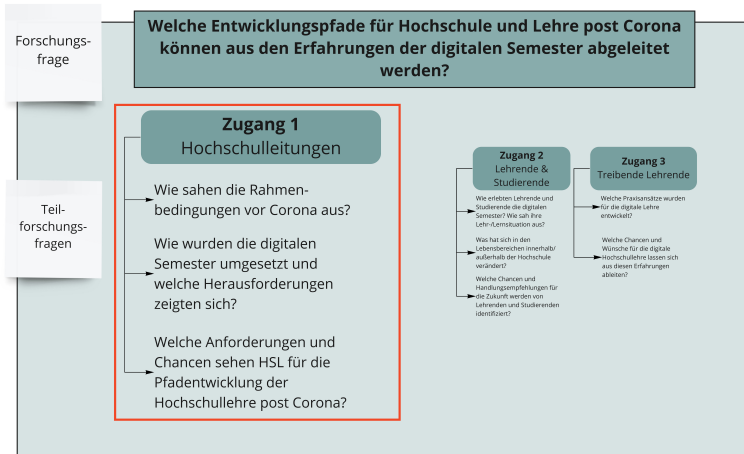 Forschungs-
frage
Welche Entwicklungspfade für Hochschule und Lehre post Corona
können aus den Erfahrungen der digitalen Semester abgeleitet
werden?
Teil-
forschungs-
fragen
Zugang 1
Hochschulleitungen
Wie sahen die Rahmen-
bedingungen vor Corona aus?
Wie wurden die digitalen
Semester umgesetzt und
welche Herausforderungen
zeigten sich?
Welche Anforderungen und
Chancen sehen HSL für die
Pfadentwicklung der
Hochschullehre post Corona?
Zugang 2
Lehrende &
Studierende
Wie erlebten Lehrende und
Studierende die digitalen
Semester? Wie sah ihre
Lehr-/Lernsituation aus?
Was hat sich in den
Lebensbereichen innerhalb/
außerhalb der Hochschule
verändert?
Welche Chancen und
Handlungsempfehlungen für
die Zukunft werden von
Lehrenden und Studierenden
identifiziert?
Zugang 3
Treibende Lehrende
Welche Praxisansätze wurden
für die digitale Lehre
entwickelt?
Welche Chancen und
Wünsche für die digitale
Hochschullehre lassen sich
aus diesen Erfahrungen
ableiten?